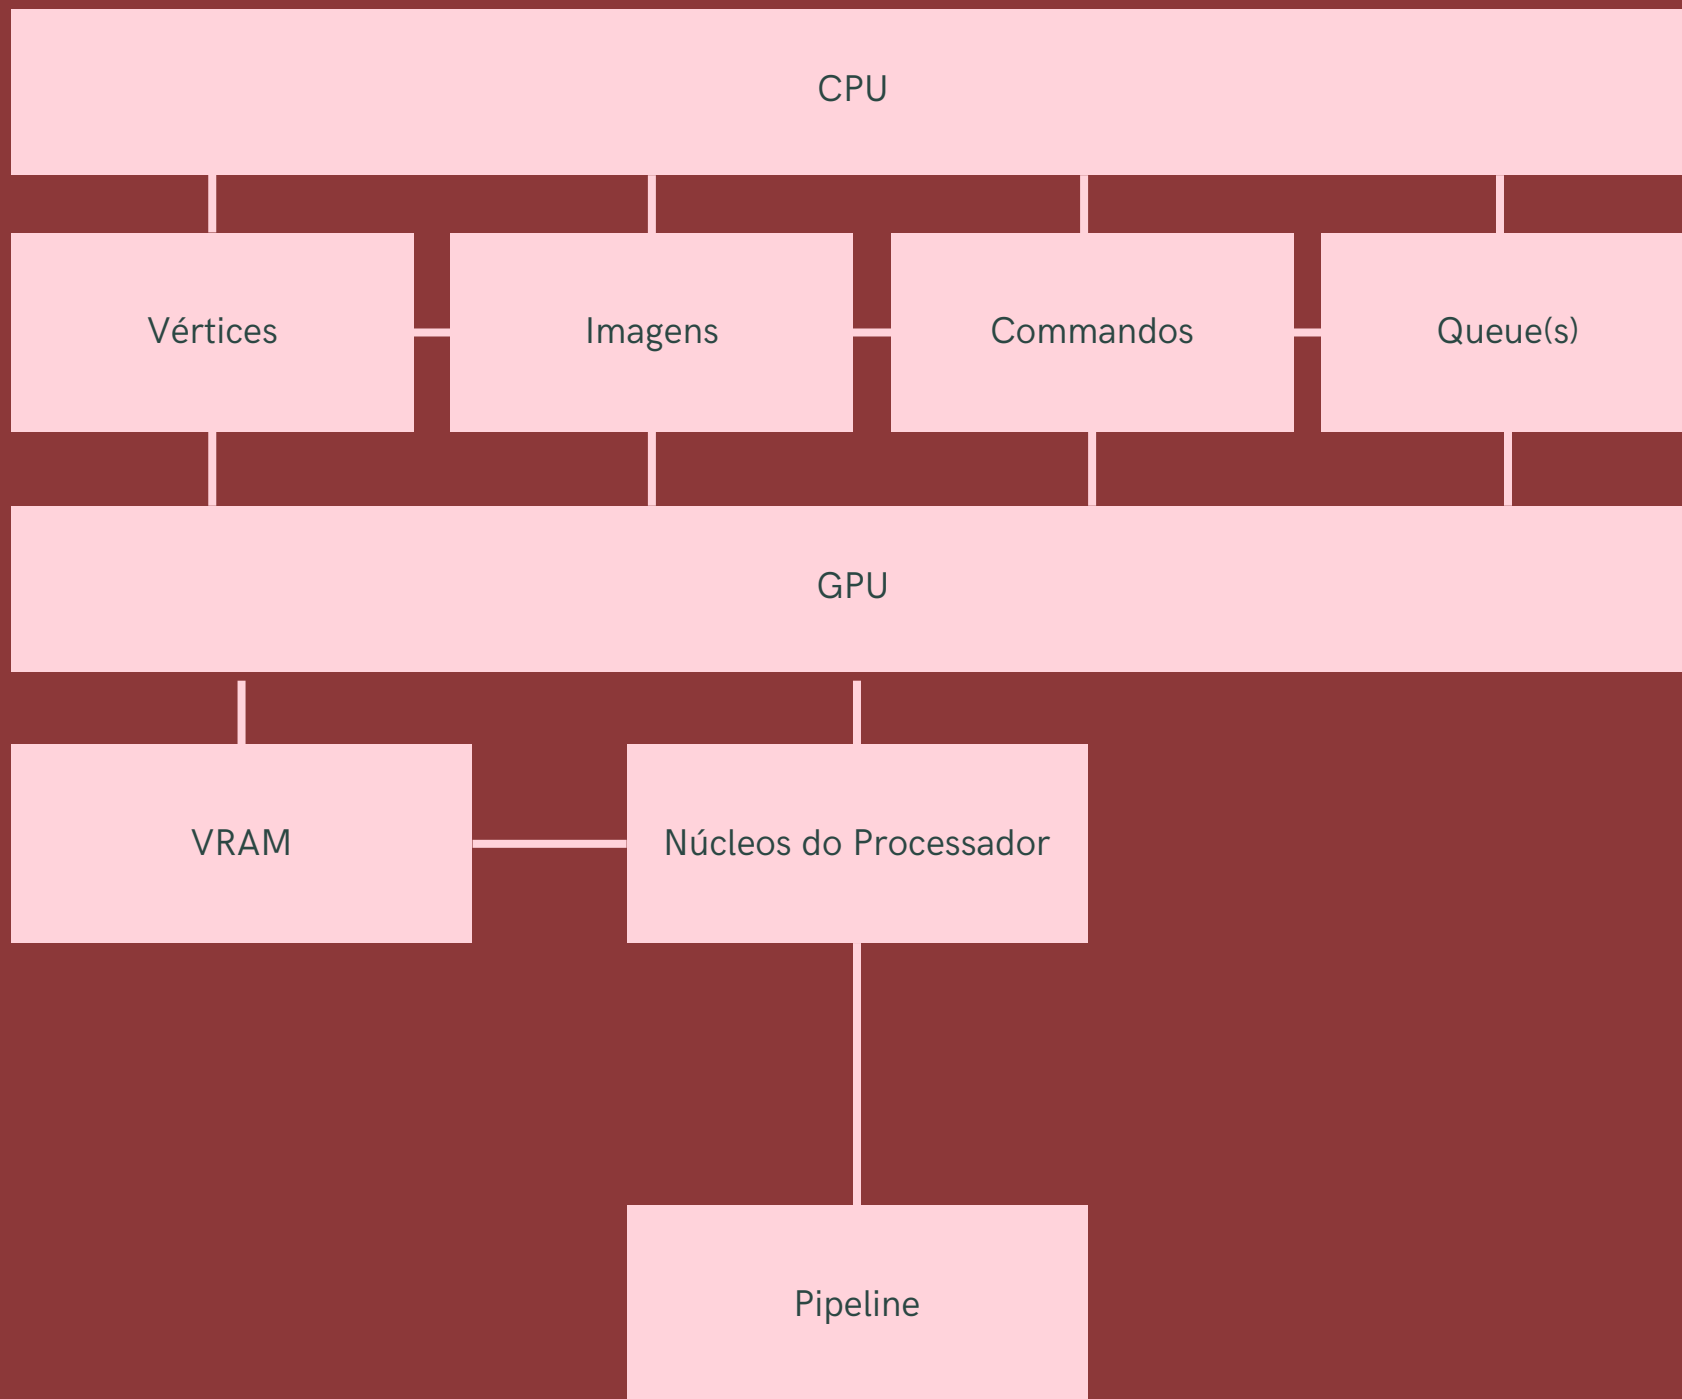 CPU
Vértices
Imagens
Commandos
Queue(s)
GPU
VRAM
Núcleos do Processador
Pipeline